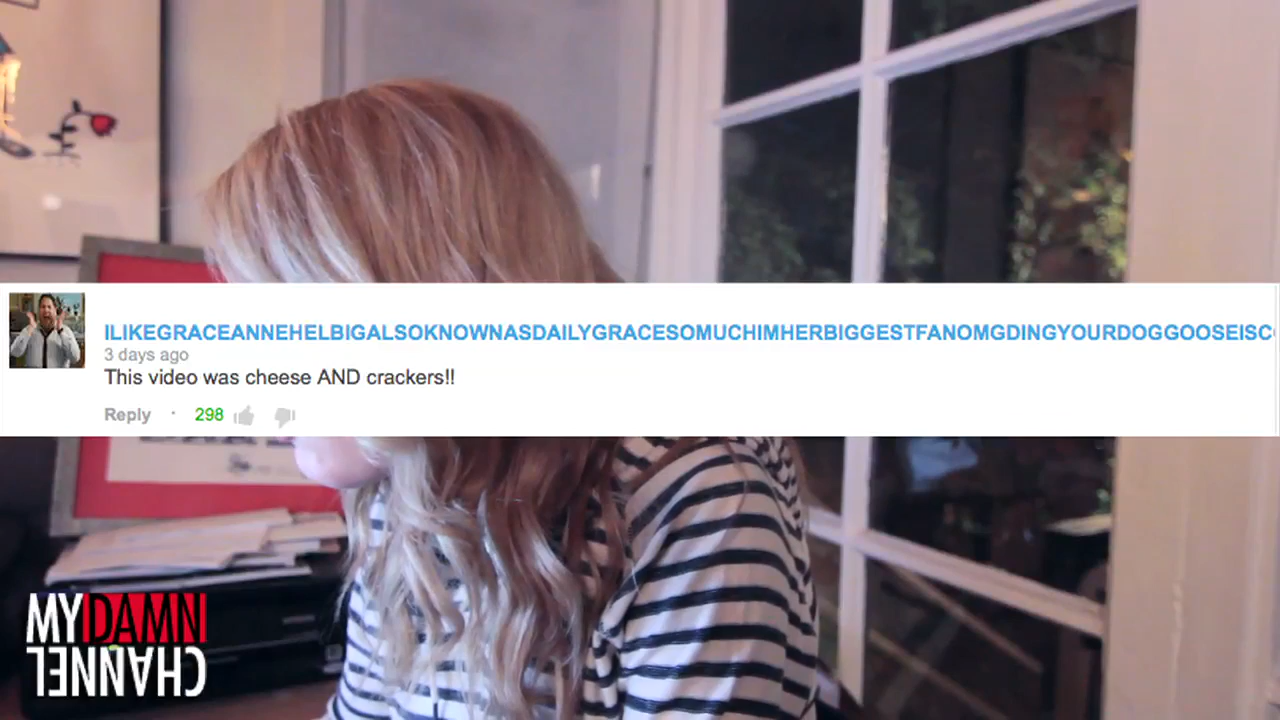 ILIKEGRACEANNEHELBIGALSOKNOWNASDAILYGRACESOMUCHIMHERBIGGESTFANOMGDINGYOURDOGGOOSEISC
3 days ago
This video was cheese AND crackers!!
Reply · 298
MYDAMN
CHANNEL